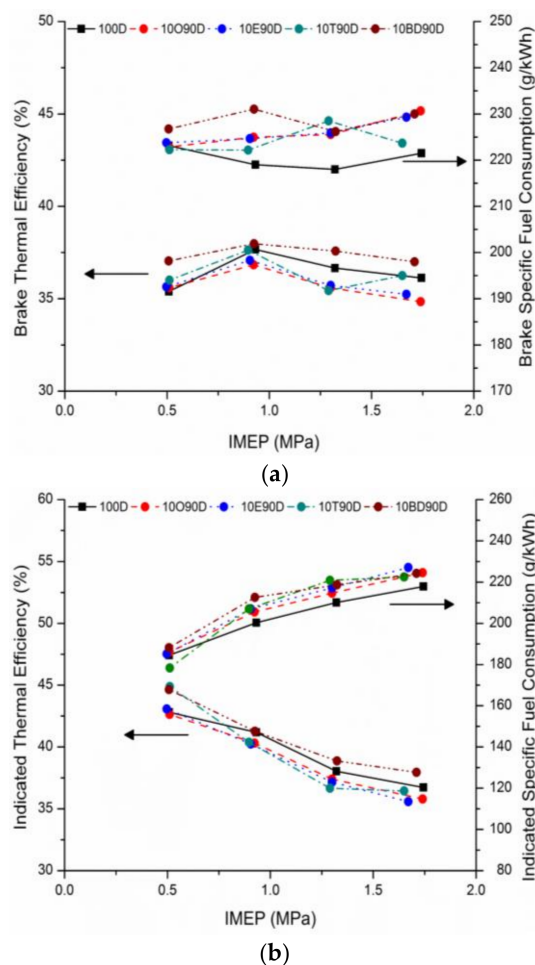 100D 10O90D 10E90D 10T90D 10BD90D
50
45
40
35
30
250
240
230
220
210
200
190
180
170
Brake Thermal Efficiency (%)
Brake Specific Fuel Consumption (g/kWh)
0.0 0.5 1.0 1.5 2.0
IMEP (MPa)
(a)
100D 10O90D 10E90D 10T90D 10BD90D
60
55
50
45
40
35
30
260
240
220
200
180
160
140
120
100
80
Indicated Thermal Efficiency (%)
Indicated Specific Fuel Consumption (g/kWh)
0.0 0.5 1.0 1.5 2.0
IMEP (MPa)
(b)